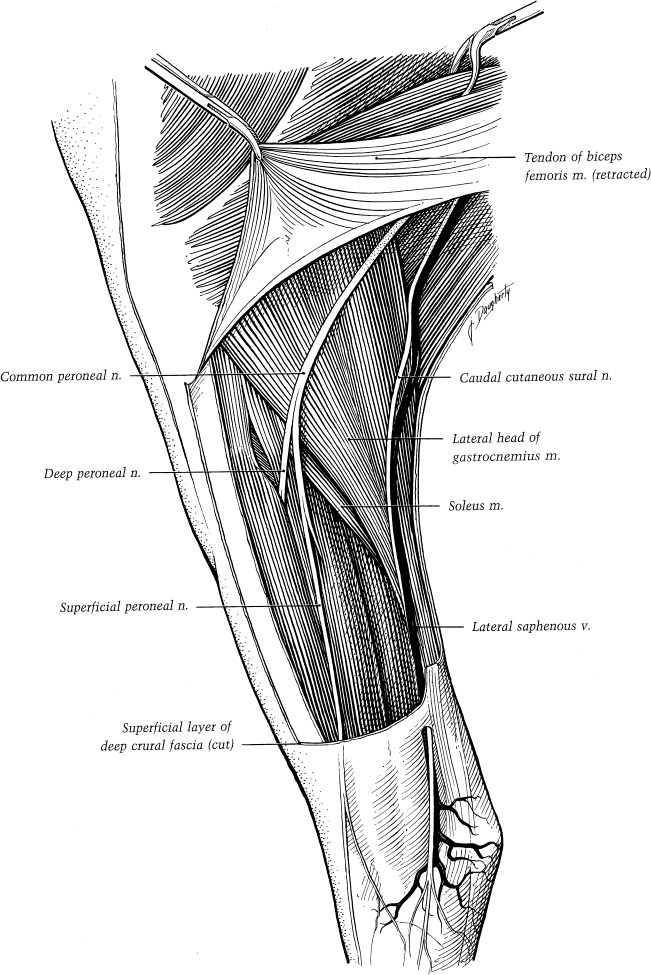 Tendon of biceps
femoris m. (retracted)
Daugherty
Common peroneal n.
Caudal cutaneous sural n.
Lateral head of
gastrocnemius m.
Deep peroneal n.
Soleus m.
Superficial peroneal n.
Lateral saphenous v.
Superficial layer of
deep crural fascia (cut)